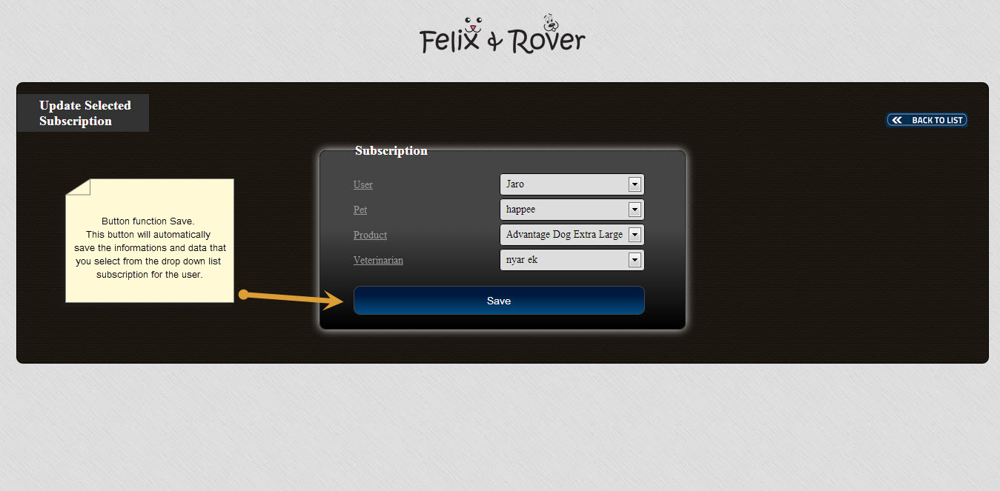 Felix & Rover
Update Selected
Subscription
BACK TO LIST
Subscription
User
Jaro
Pet
happee
Product
Advantage Dog Extra Large
Veterinarian
nyar ek
Save
Button function Save.
This button will automatically
save the informations and data that
you select from the drop down list
subscription for the user.